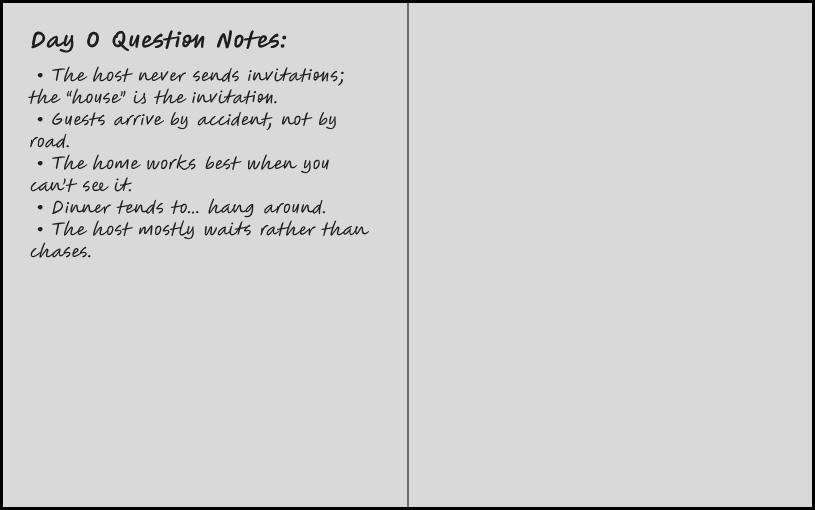 Day 0 Question Notes:
• The host never sends invitations;
the “house” is the invitation.
• Guests arrive by accident, not by
road.
• The home works best when you
can't see it.
• Dinner tends to... hang around.
• The host mostly waits rather than
chases.